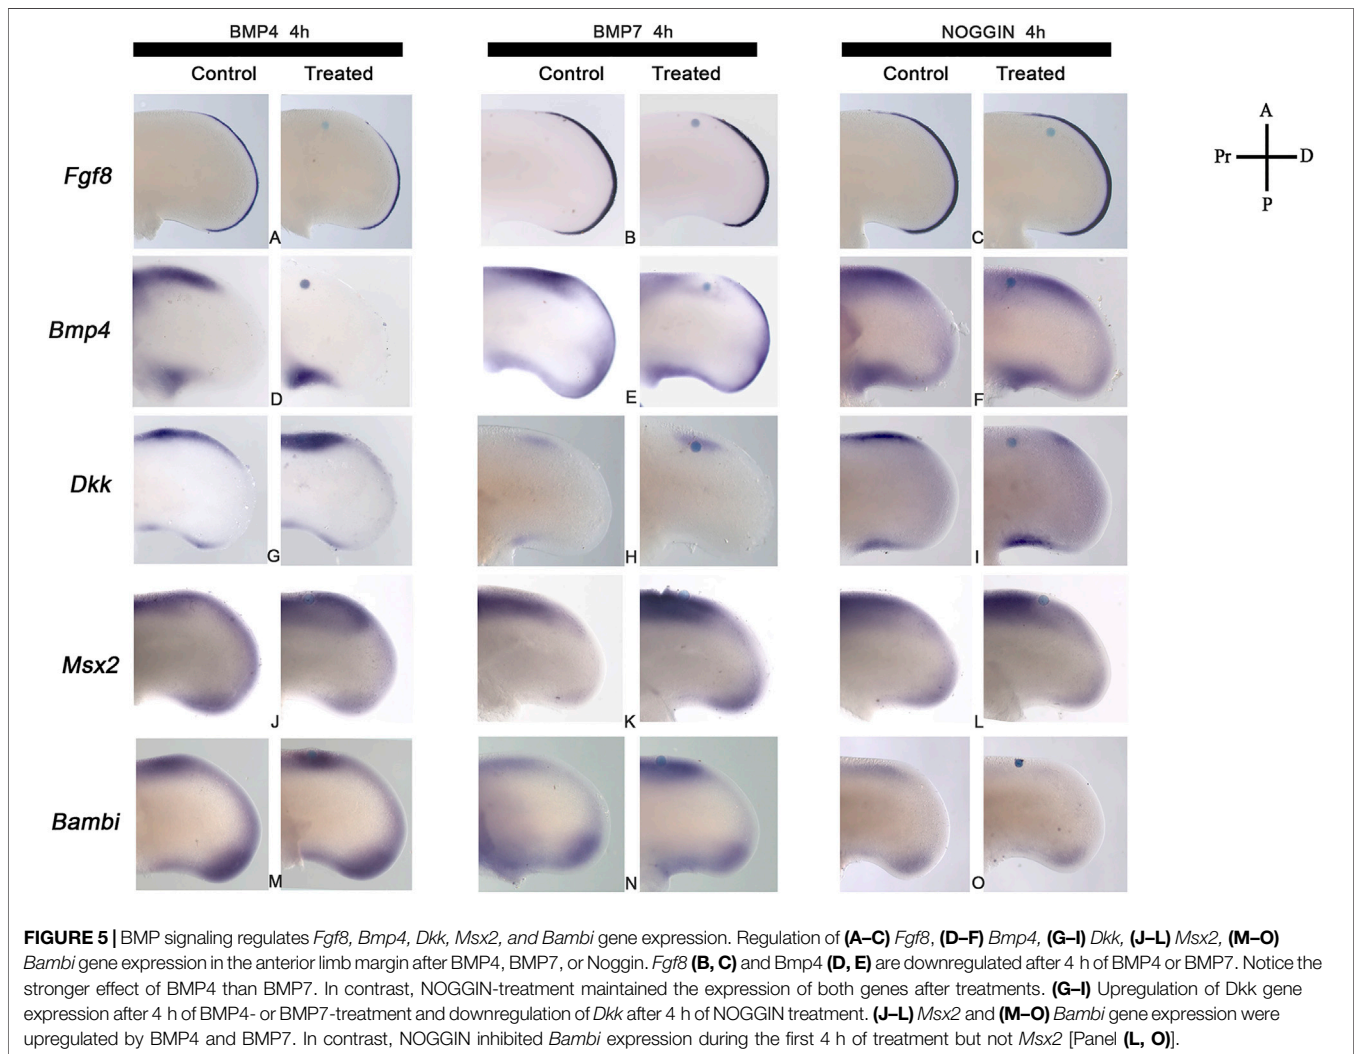 BMP4 4h BMP7 4h NOGGIN 4h
Control Treated Control Treated Control Treated
A
Pr D
P
Fgf8
A B C
Bmp4
D E F
Dkk
G H I
Msx2
J K L
Bambi
M N O
FIGURE 5 | BMP signaling regulates Fgf8, Bmp4, Dkk, Msx2, and Bambi gene expression. Regulation of (A–C) Fgf8, (D–F) Bmp4, (G–I) Dkk, (J–L) Msx2, (M–O)
Bambi gene expression in the anterior limb margin after BMP4, BMP7, or Noggin. Fgf8 (B, C) and Bmp4 (D, E) are downregulated after 4 h of BMP4 or BMP7. Notice the
stronger effect of BMP4 than BMP7. In contrast, NOGGIN-treatment maintained the expression of both genes after treatments. (G–I) Upregulation of Dkk gene
expression after 4 h of BMP4- or BMP7-treatment and downregulation of Dkk after 4 h of NOGGIN treatment. (J–L) Msx2 and (M–O) Bambi gene expression were
upregulated by BMP4 and BMP7. In contrast, NOGGIN inhibited Bambi expression during the first 4 h of treatment but not Msx2 [Panel (L, O)].